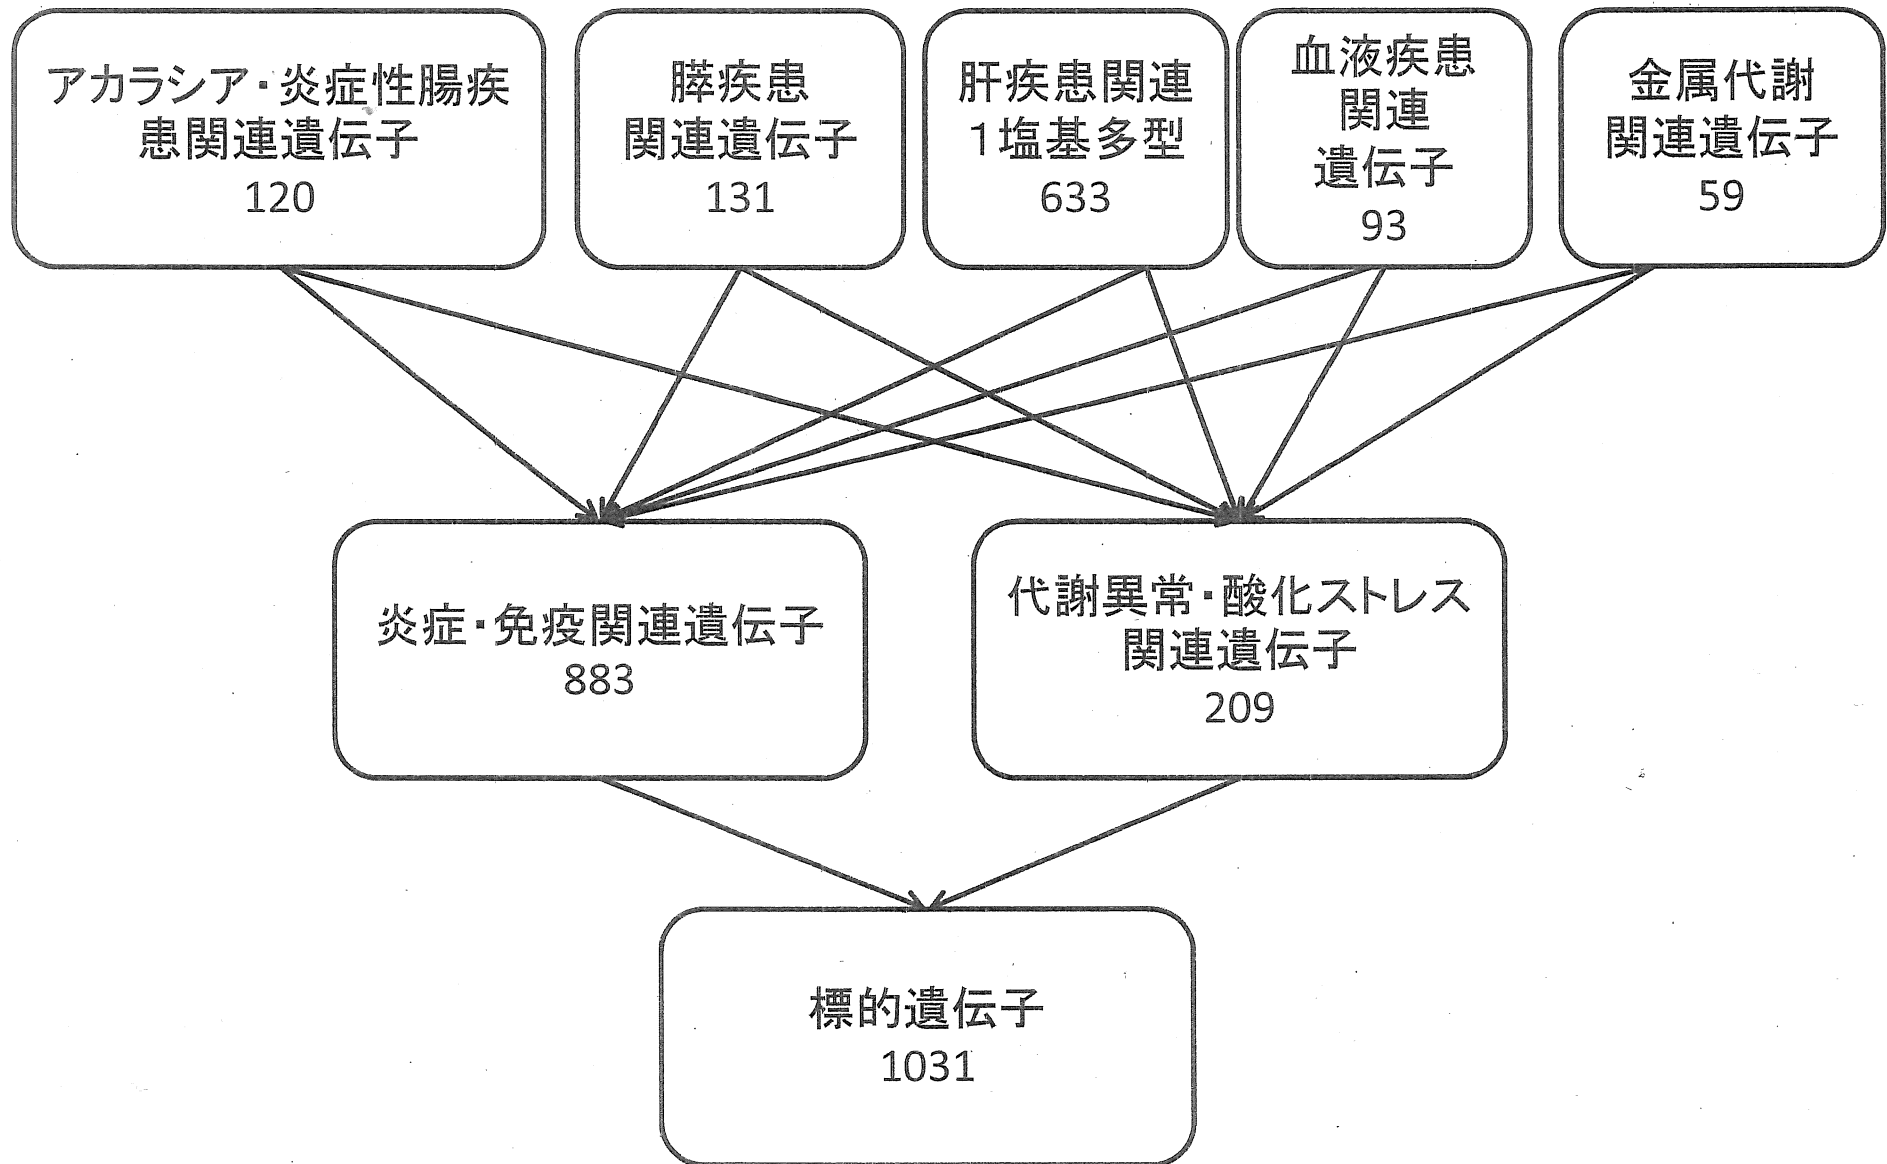 アカラシア・炎症性腸疾
患関連遺伝子
120
膵疾患
関連遺伝子
131
肝疾患関連
1塩基多型
633
血液疾患
関連
遺伝子
93
金属代謝
関連遺伝子
59
炎症・免疫関連遺伝子
883
代謝異常・酸化ストレス
関連遺伝子
209
標的遺伝子
1031